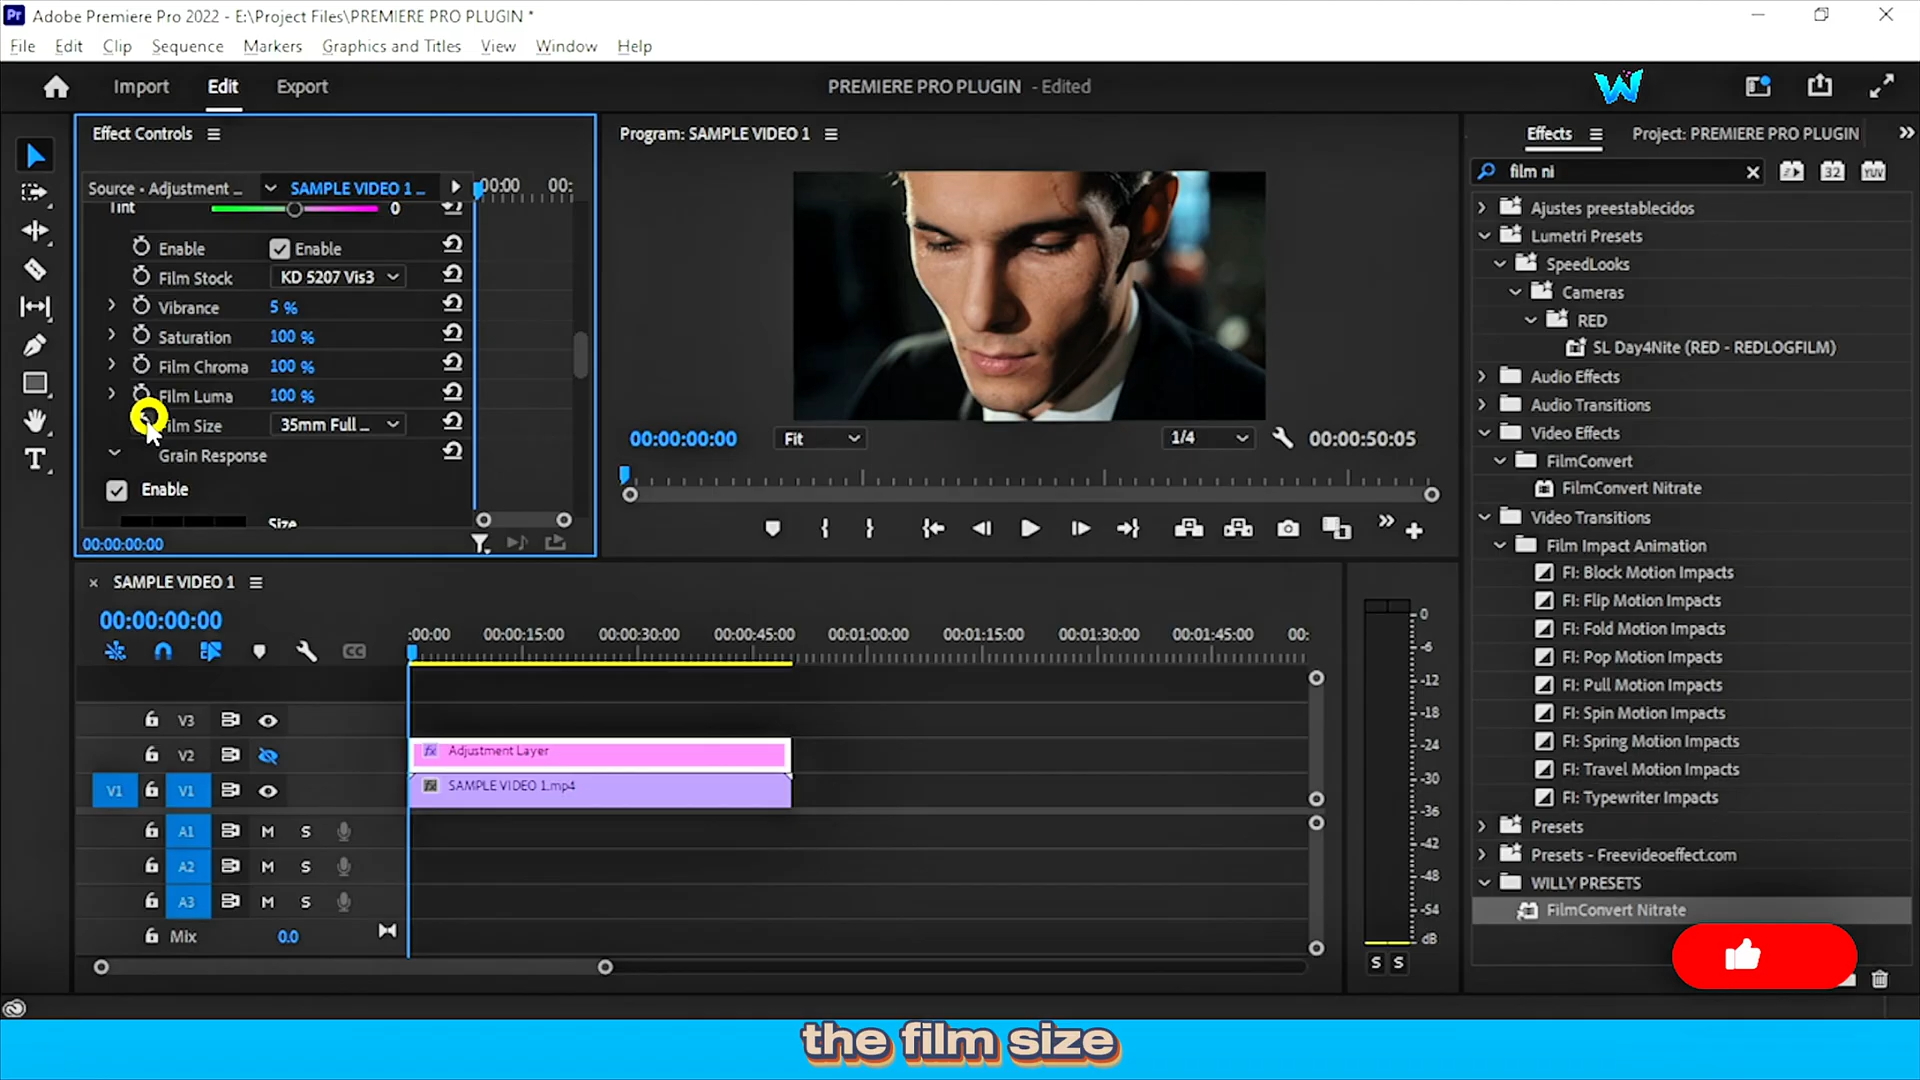 Pr Adobe Premiere Pro 2022 - E:\Project Files\PREMIERE PRO PLUGIN *
File Edit Clip Sequence Markers Graphics and Titles View Window Help
Import Edit Export
PREMIERE PRO PLUGIN - Edited
Effect Controls
Source • Adjustment ... SAMPLE VIDEO 1 ...
:00:00 00:
Tint 0
Enable Enable
Film Stock KD 5207 Vis3
Vibrance 5 %
Saturation 100 %
Film Chroma 100 %
Film Luma 100 %
Film Size 35mm Full ...
Grain Response
Enable
Size
00:00:00:00
Program: SAMPLE VIDEO 1
00:00:00:00 Fit 1/4 00:00:50:05
Effects Project: PREMIERE PRO PLUGIN
film ni 32 YUV
Ajustes preestablecidos
Lumetri Presets
SpeedLooks
Cameras
RED
SL Day4Nite (RED - REDLOGFILM)
Audio Effects
Audio Transitions
Video Effects
FilmConvert
FilmConvert Nitrate
Video Transitions
Film Impact Animation
FI: Block Motion Impacts
FI: Flip Motion Impacts
FI: Fold Motion Impacts
FI: Pop Motion Impacts
FI: Pull Motion Impacts
FI: Spin Motion Impacts
FI: Spring Motion Impacts
FI: Travel Motion Impacts
FI: Typewriter Impacts
Presets
Presets - Freevideoeffect.com
WILLY PRESETS
FilmConvert Nitrate
SAMPLE VIDEO 1
00:00:00:00
:00:00 00:00:15:00 00:00:30:00 00:00:45:00 00:01:00:00 00:01:15:00 00:01:30:00 00:01:45:00 00:
CC
V3
V2 fx Adjustment Layer
V1 V1 fx SAMPLE VIDEO 1.mp4
A1 M S
A2 M S
A3 M S
Mix 0.0
0
-6
-12
-18
-24
-30
-36
-42
-48
-54
dB
S S
the film size